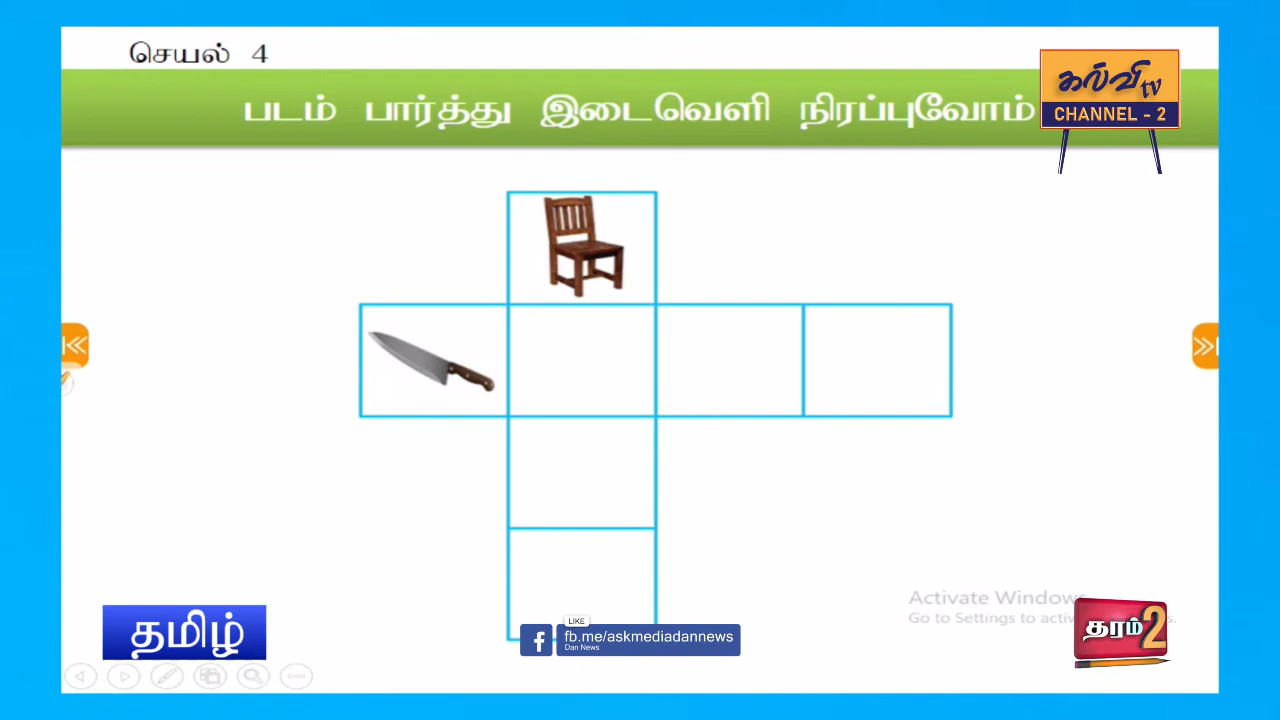 செயல் 4
படம் பார்த்து இடைவெளி நிரப்புவோம்
கல்வி tv
CHANNEL - 2
Activate Windows
Go to Settings to activ
தமிழ்
LIKE
fb.me/askmediadannews
Dan News
தரம் 2